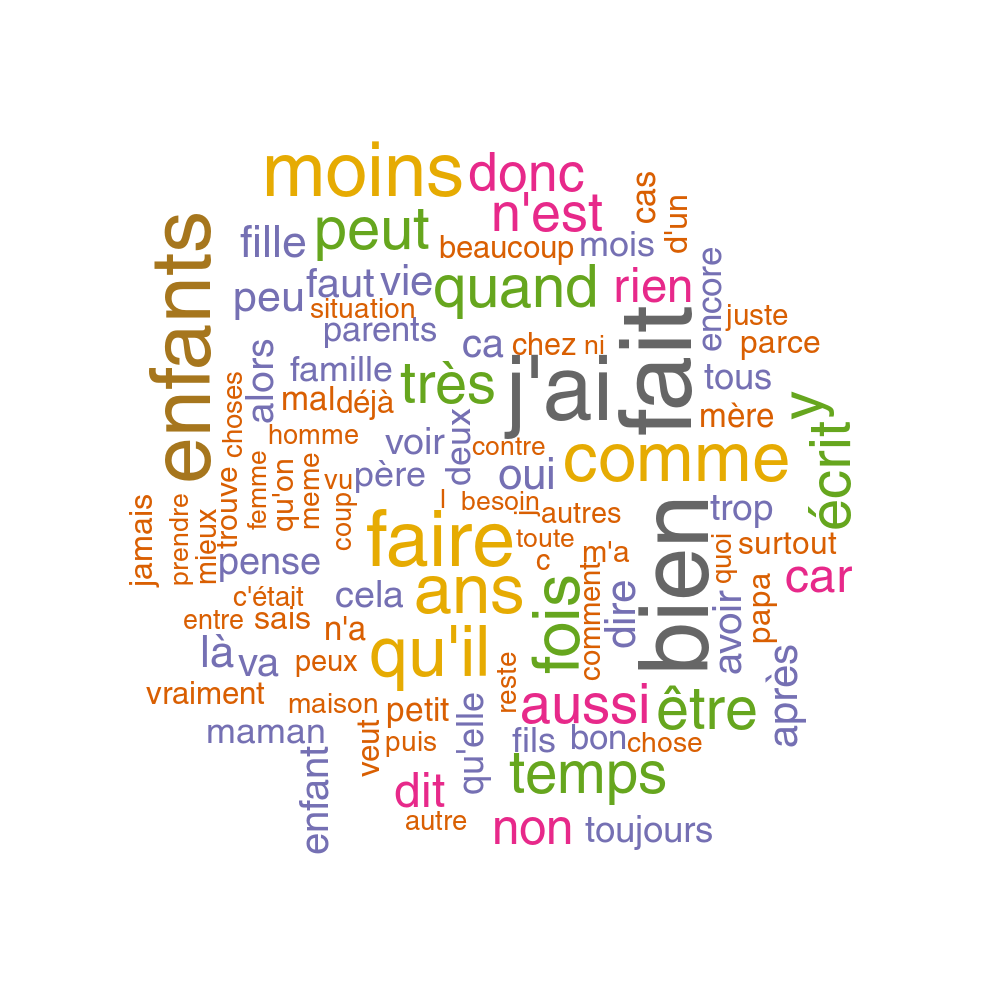 moins
donc
cas
d'un
n'est
enfants
fille
peut
beaucoup
mois
encore
peu
faut
vie
quand
rien
juste
situation
parents
ca
chez
ni
parce
fait
alors
famille
très
j'ai
tous
choses
mal
déjà
mère
y
homme
voir
deux
contre
comme
écrit
trouve
femme
qu'on
meme
vu
père
oui
coup
l
besoin
j
autres
trop
jamais
prendre
mieux
pense
faire
toute
c
m'a
bien
quoi
surtout
car
c'était
cela
ans
fois
comment
dire
avoir
papa
entre
sais
n'a
qu'il
là
va
peux
reste
après
vraiment
maison
petit
qu'elle
aussi
être
maman
veut
puis
fils
bon
chose
enfant
dit
temps
autre
non
toujours